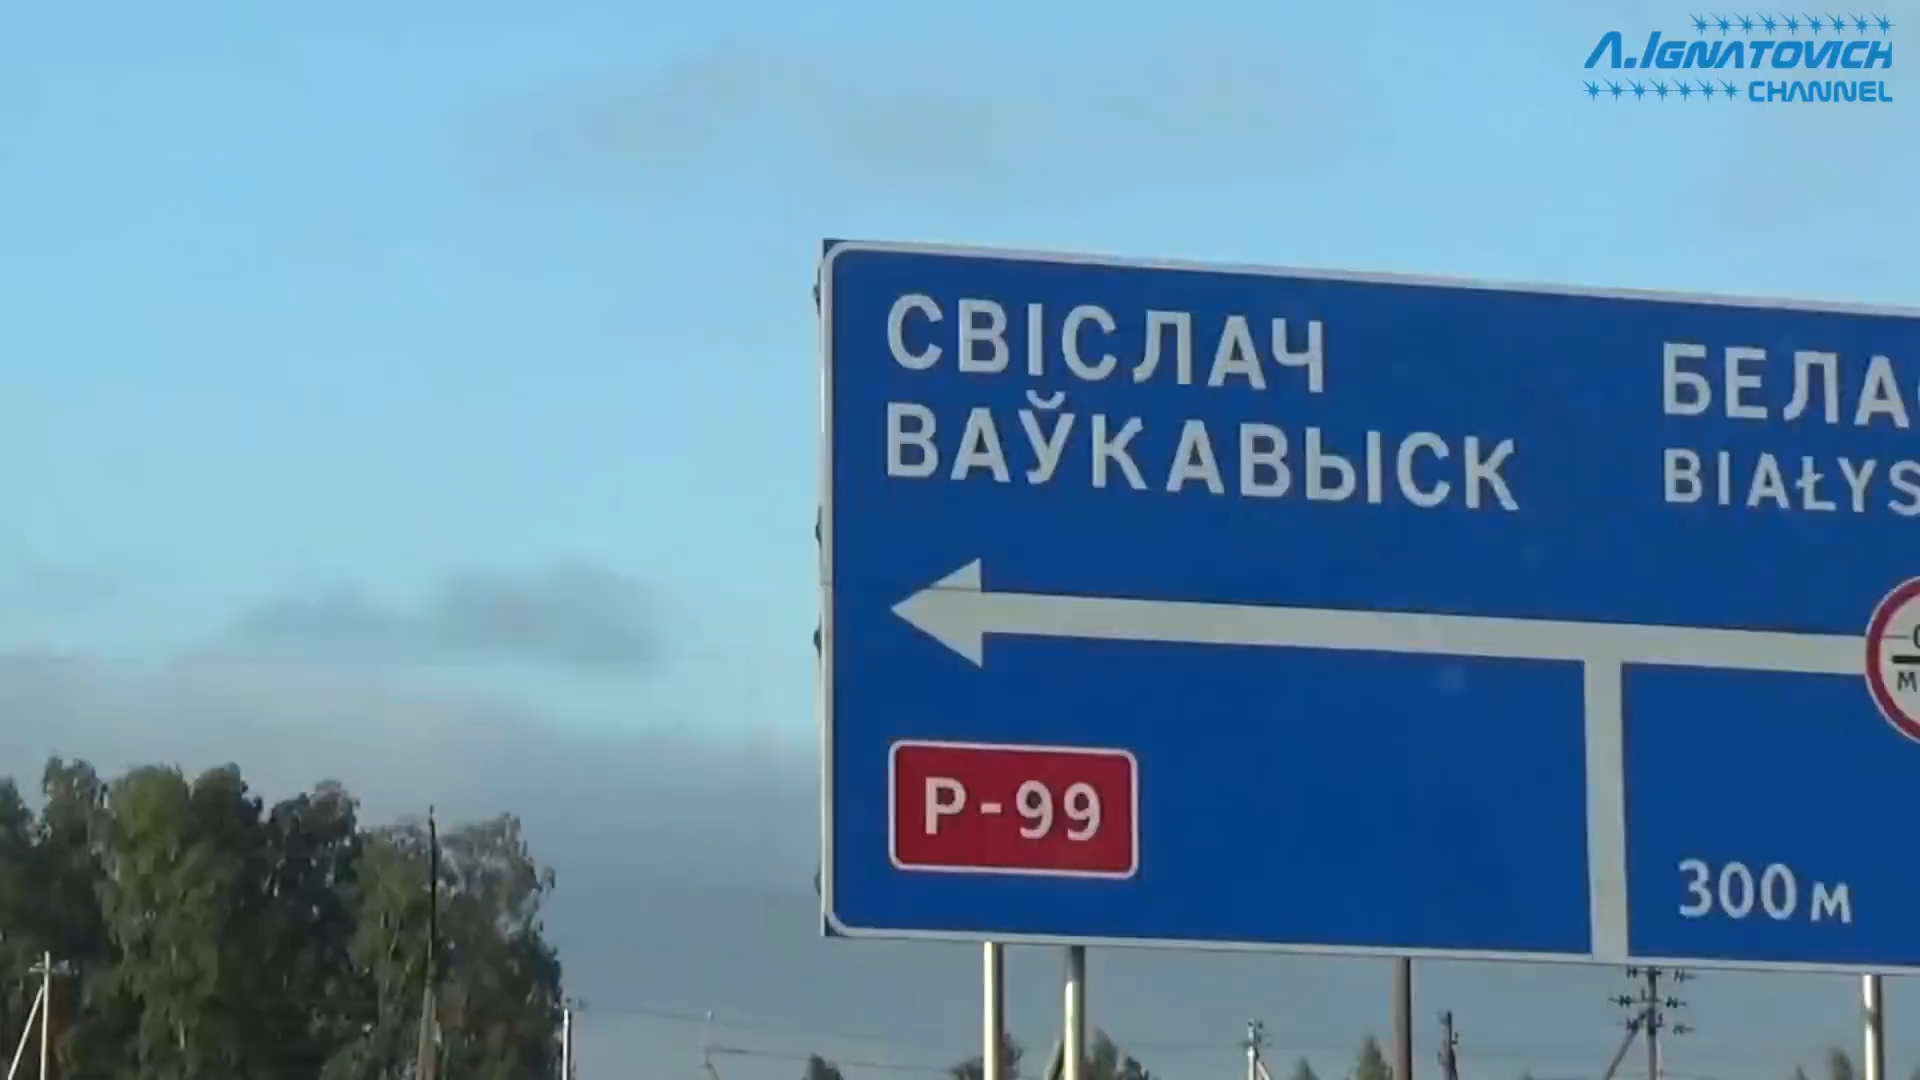 A.IGNATOVICH
CHANNEL
СВІСЛАЧ
ВАЎКАВЫСК
Р-99
300 м